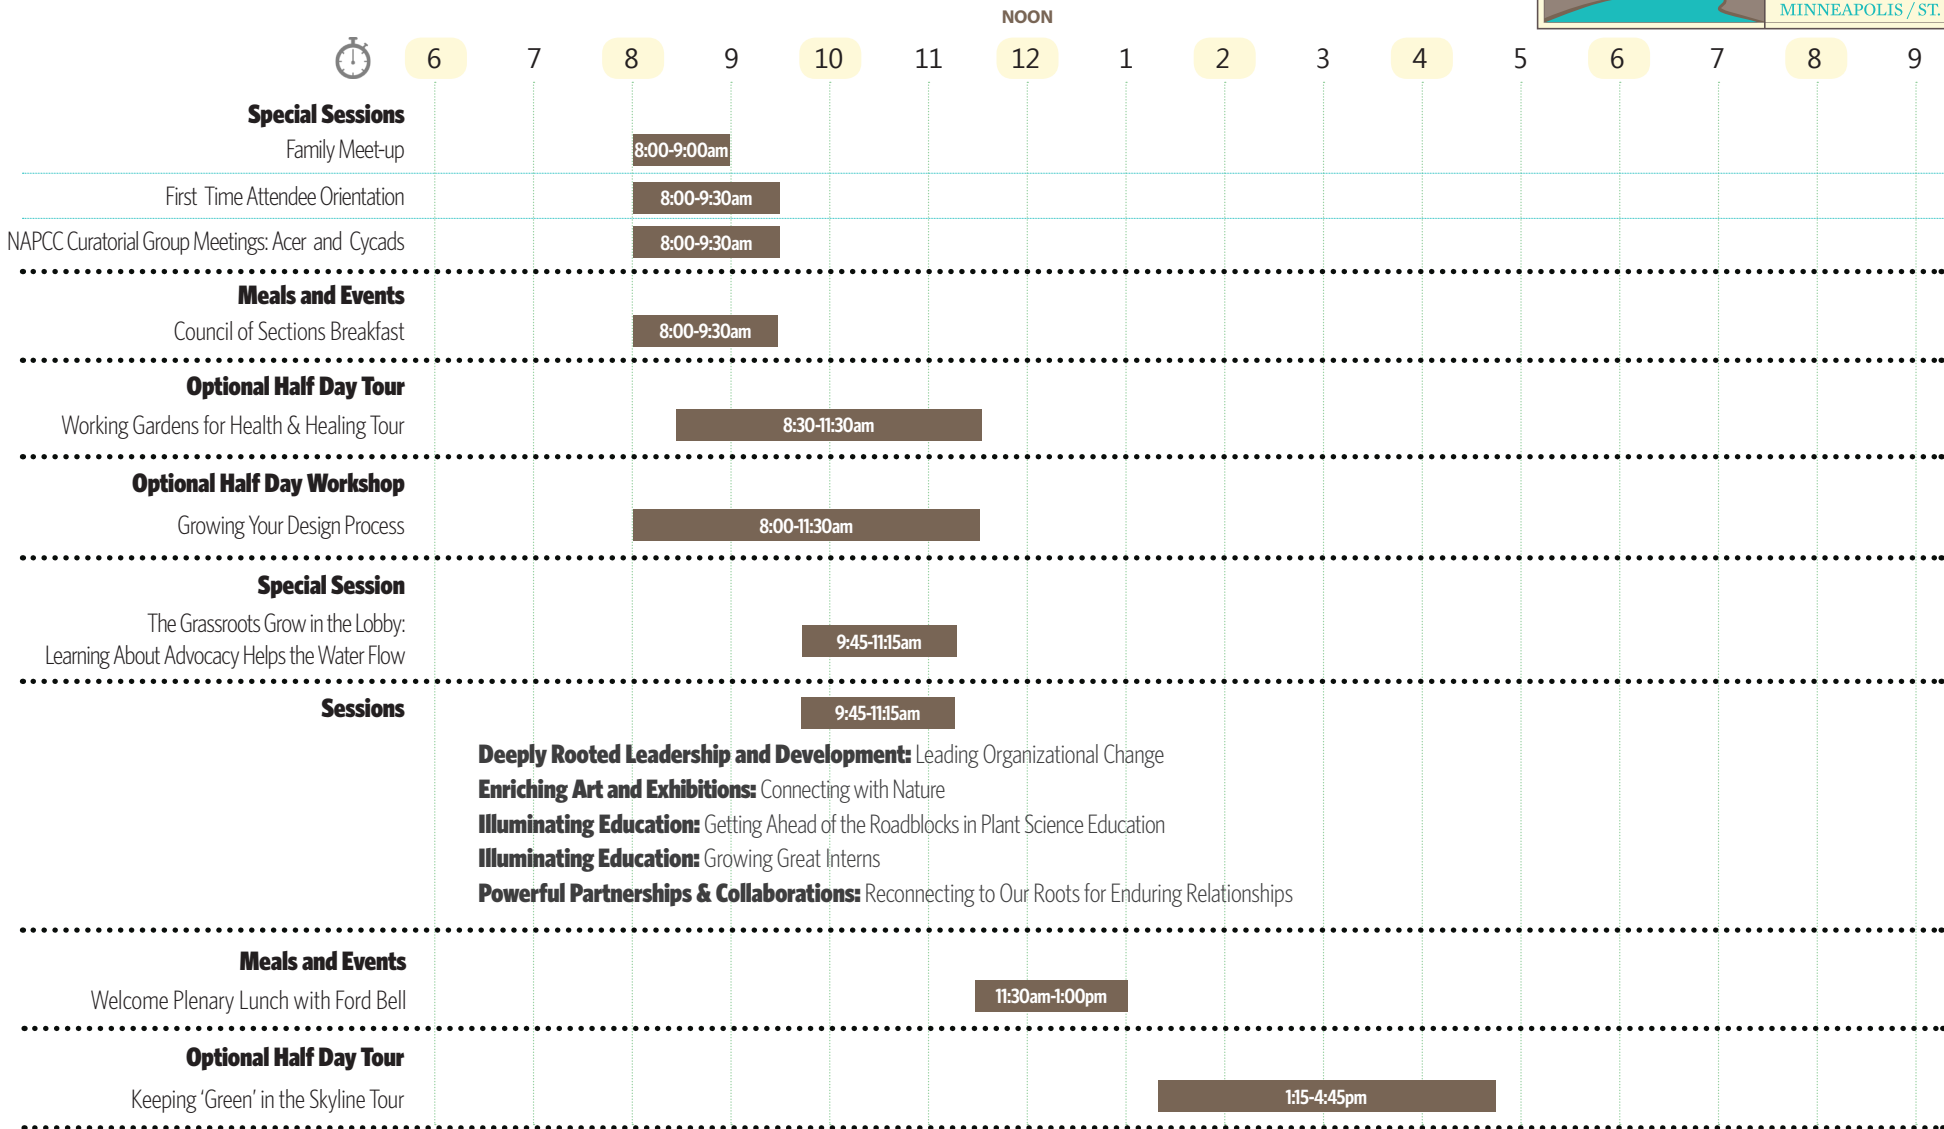 MINNEAPOLIS / ST.
NOON
6 7 8 9 10 11 12 1 2 3 4 5 6 7 8 9
Special Sessions
Family Meet-up 8:00-9:00am
First Time Attendee Orientation 8:00-9:30am
NAPCC Curatorial Group Meetings: Acer and Cycads 8:00-9:30am
Meals and Events
Council of Sections Breakfast 8:00-9:30am
Optional Half Day Tour
Working Gardens for Health & Healing Tour 8:30-11:30am
Optional Half Day Workshop
Growing Your Design Process 8:00-11:30am
Special Session
The Grassroots Grow in the Lobby:
Learning About Advocacy Helps the Water Flow 9:45-11:15am
Sessions 9:45-11:15am
Deeply Rooted Leadership and Development: Leading Organizational Change
Enriching Art and Exhibitions: Connecting with Nature
Illuminating Education: Getting Ahead of the Roadblocks in Plant Science Education
Illuminating Education: Growing Great Interns
Powerful Partnerships & Collaborations: Reconnecting to Our Roots for Enduring Relationships
Meals and Events
Welcome Plenary Lunch with Ford Bell 11:30am-1:00pm
Optional Half Day Tour
Keeping ‘Green’ in the Skyline Tour 1:15-4:45pm